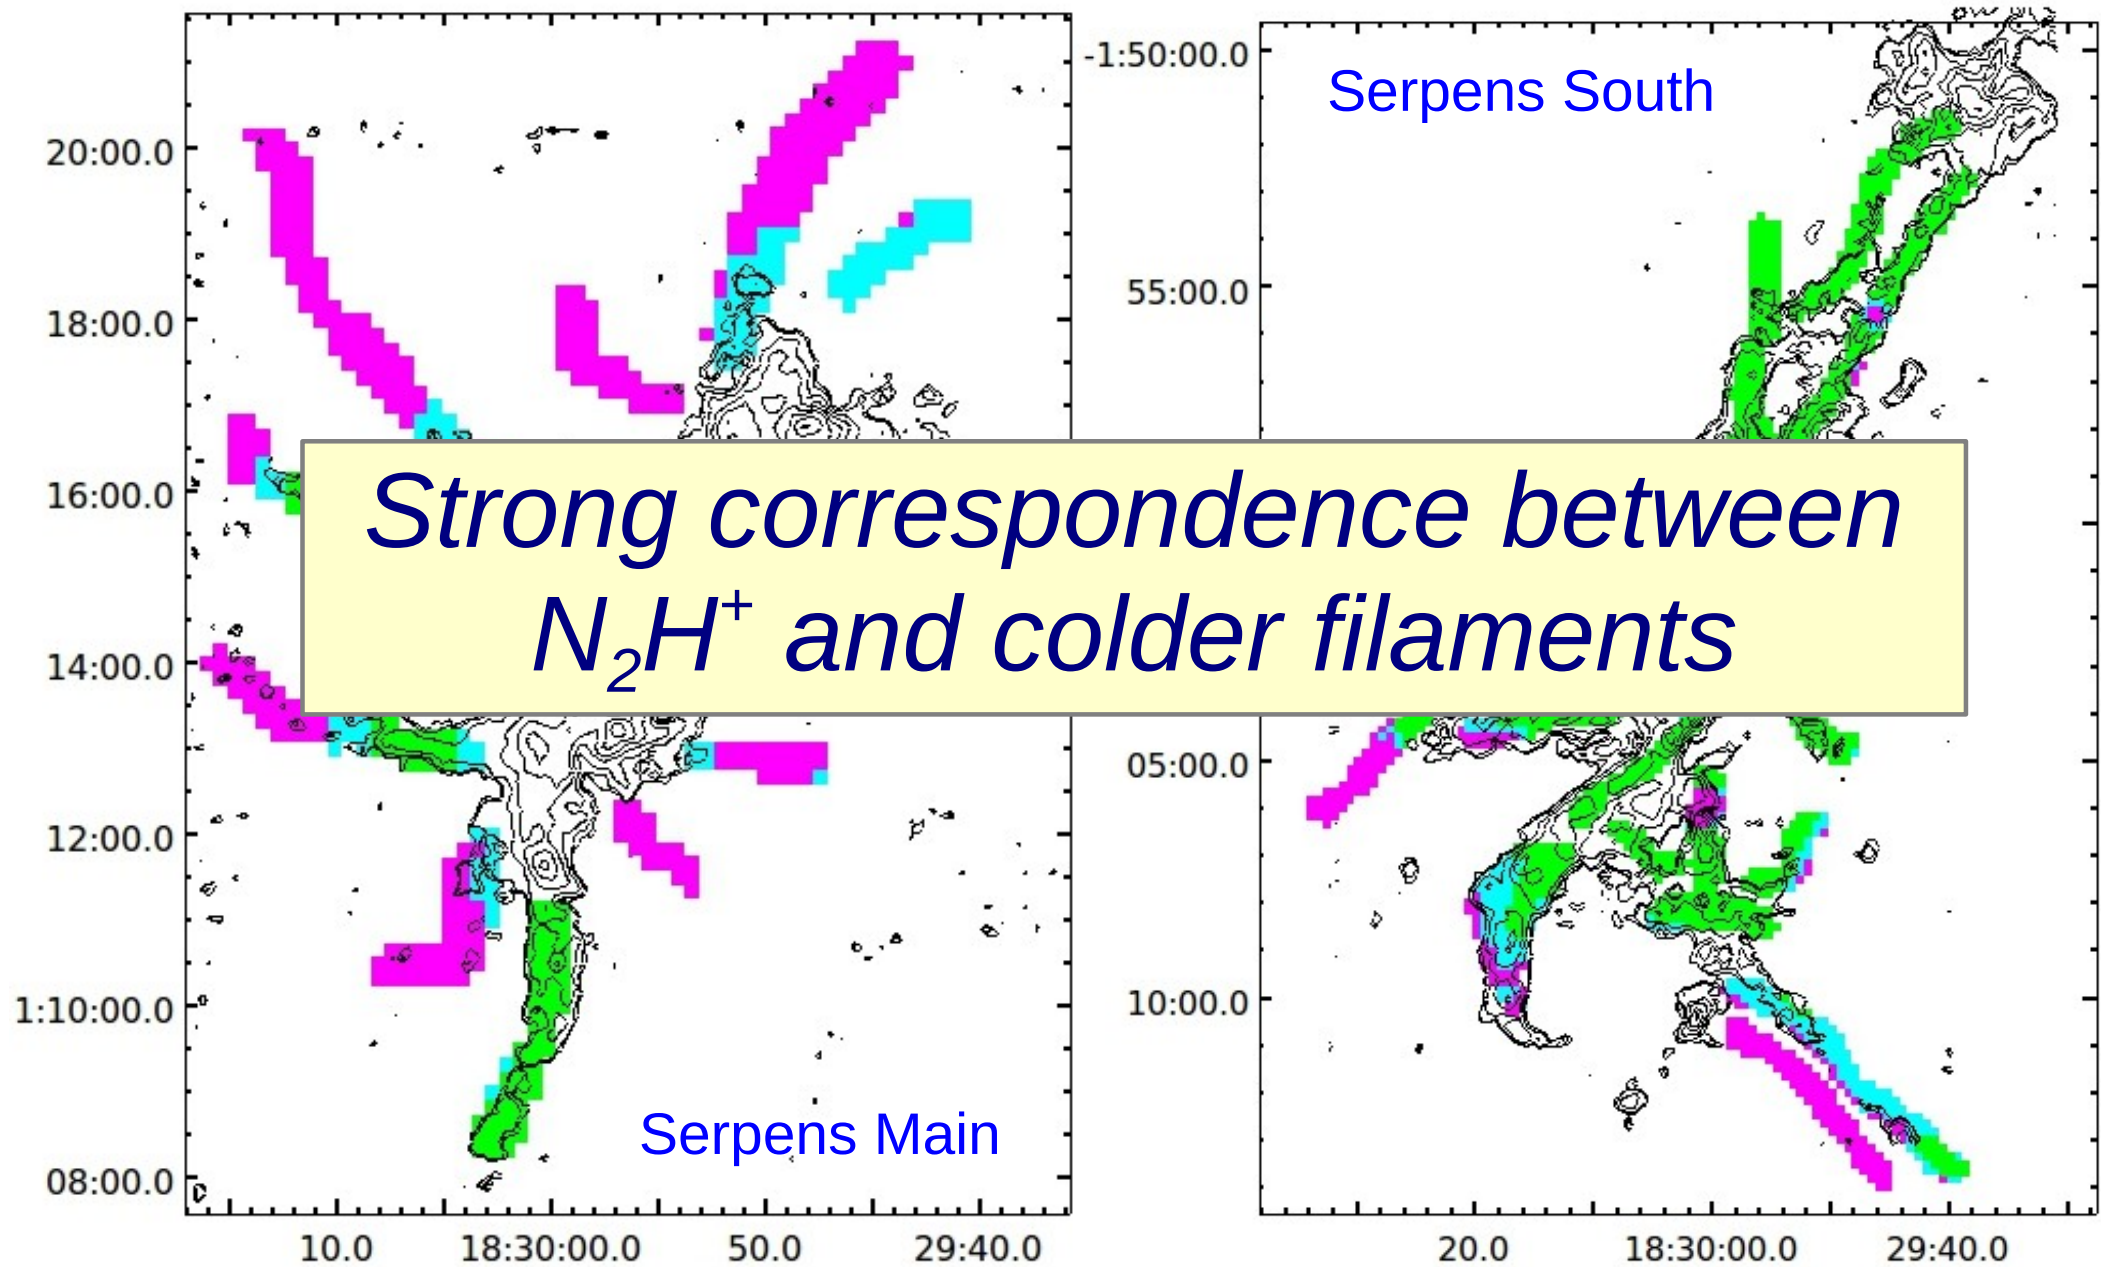 Serpens South
-1:50:00.0
20:00.0
55:00.0
18:00.0
16:00.0
Strong correspondence between
N₂H⁺ and colder filaments
14:00.0
05:00.0
12:00.0
1:10:00.0
10:00.0
Serpens Main
08:00.0
10.0 18:30:00.0 50.0 29:40.0
20.0 18:30:00.0 29:40.0